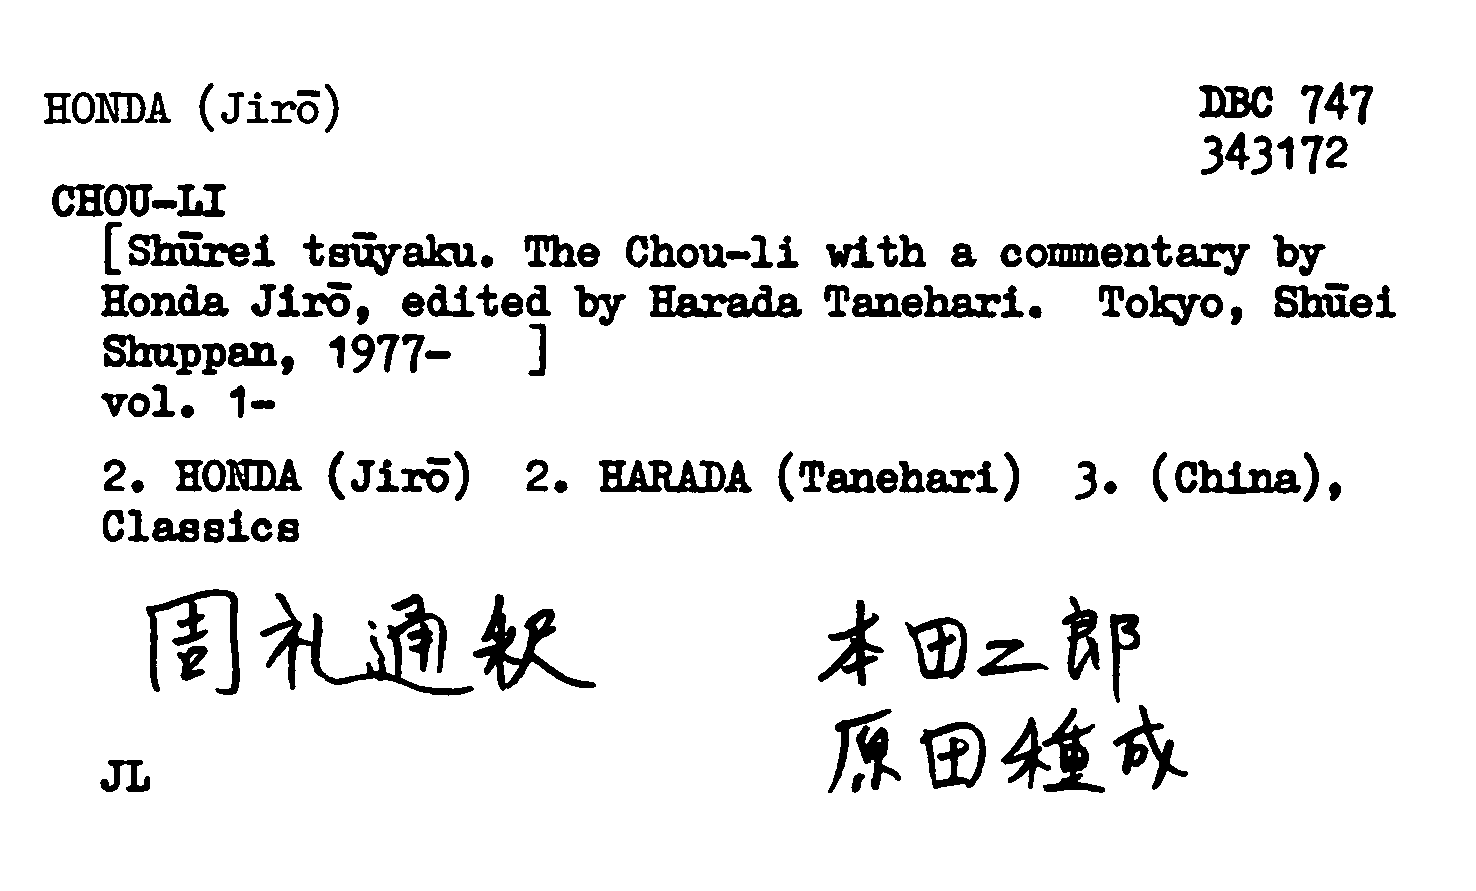 HONDA (Jirō)
DBC 747
343172
CHOU-LI
[Shūrei tsūyaku. The Chou-li with a commentary by
Honda Jirō, edited by Harada Tanehari. Tokyo, Shūei
Shuppan, 1977- ]
vol. 1-
2. HONDA (Jirō) 2. HARADA (Tanehari) 3. (China),
Classics
周礼通釈
本田二郎
原田種成
JL